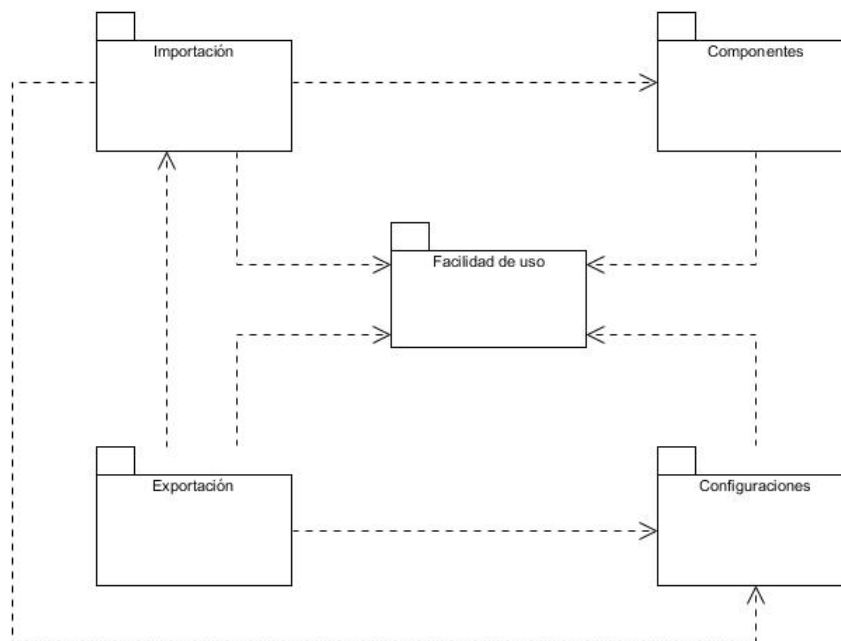 Importación
Componentes
Facilidad de uso
Exportación
Configuraciones